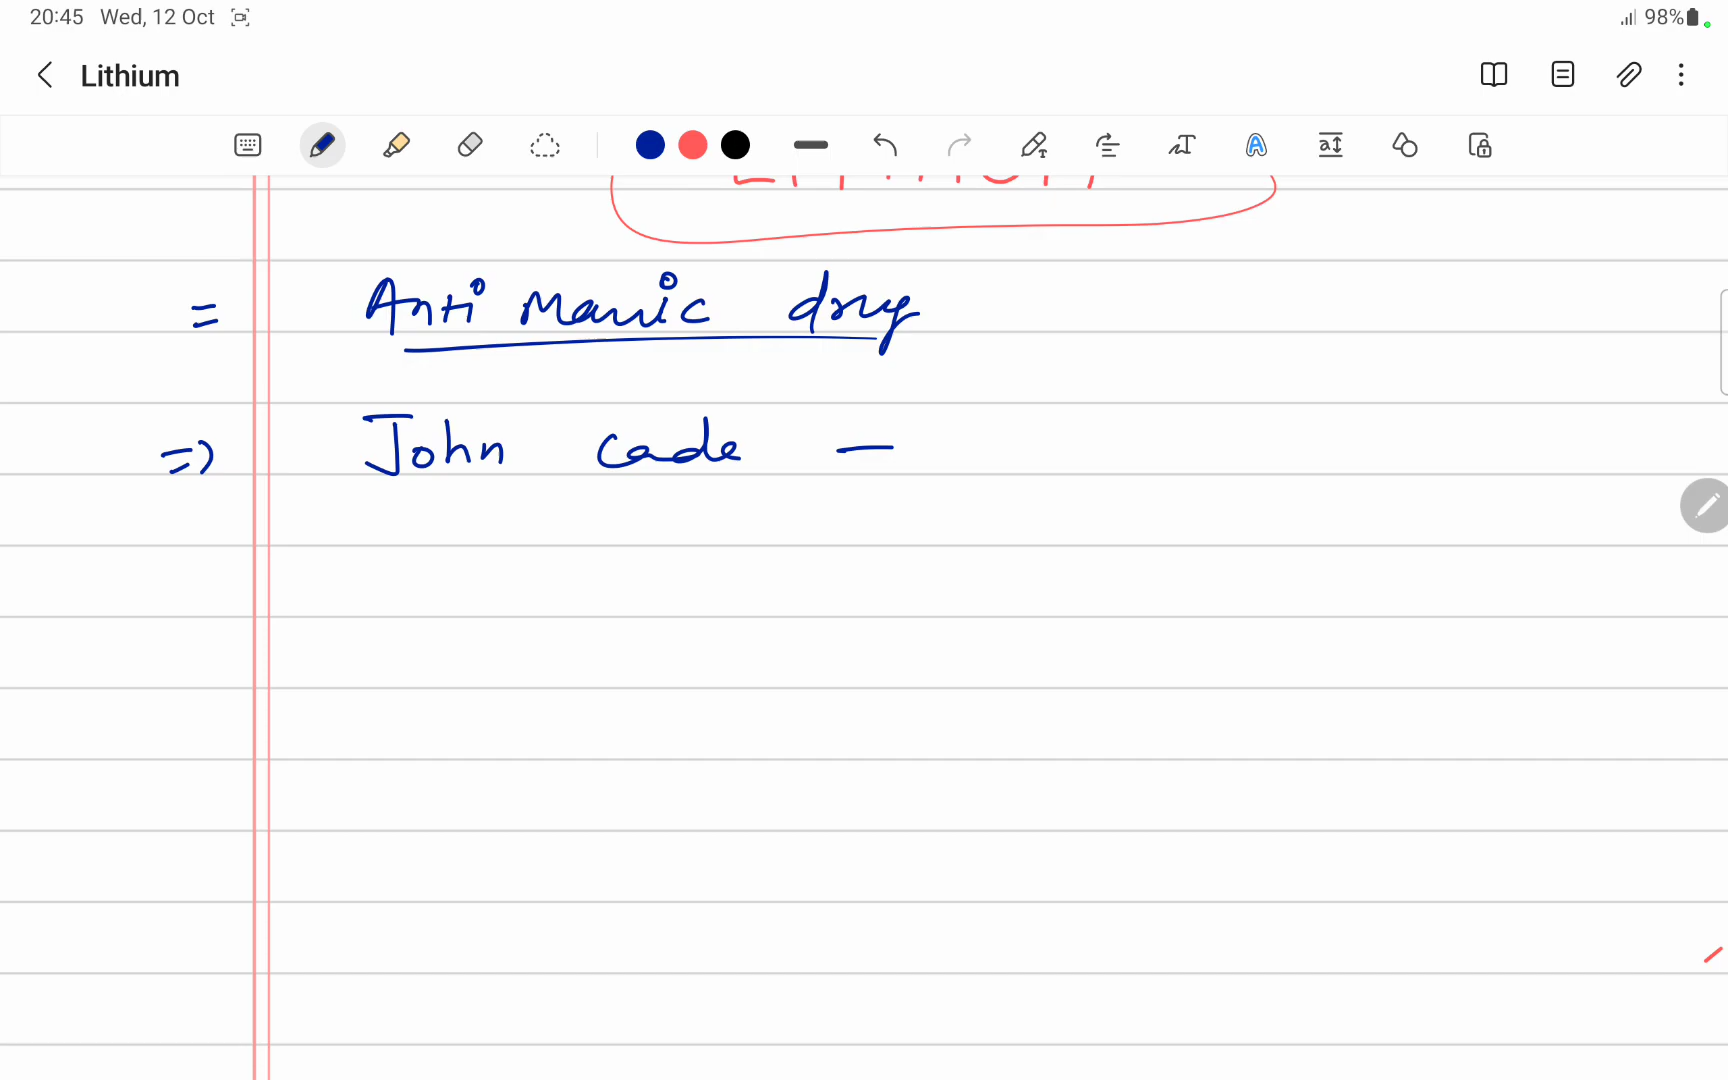 20:45 Wed, 12 Oct 98%
Lithium
= Anti Manic drug
=> John cade —